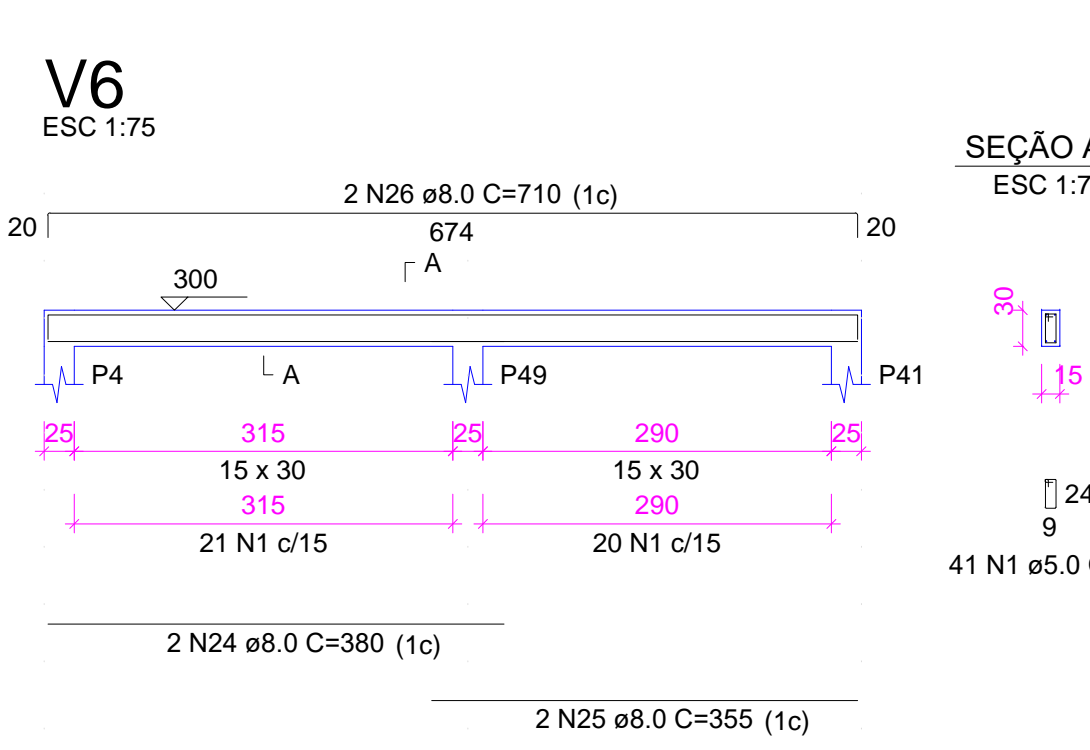 V6
ESC 1:75
SEÇÃO
ESC
2 N26 ø8.0 C=710 (1c)
20
674
20
A
300
30
P4
A
P49
P41
15
25
315
25
290
25
15 x 30
15 x 30
315
290
21 N1 c/15
20 N1 c/15
24
9
41 N1 ø5.0
2 N24 ø8.0 C=380 (1c)
2 N25 ø8.0 C=355 (1c)